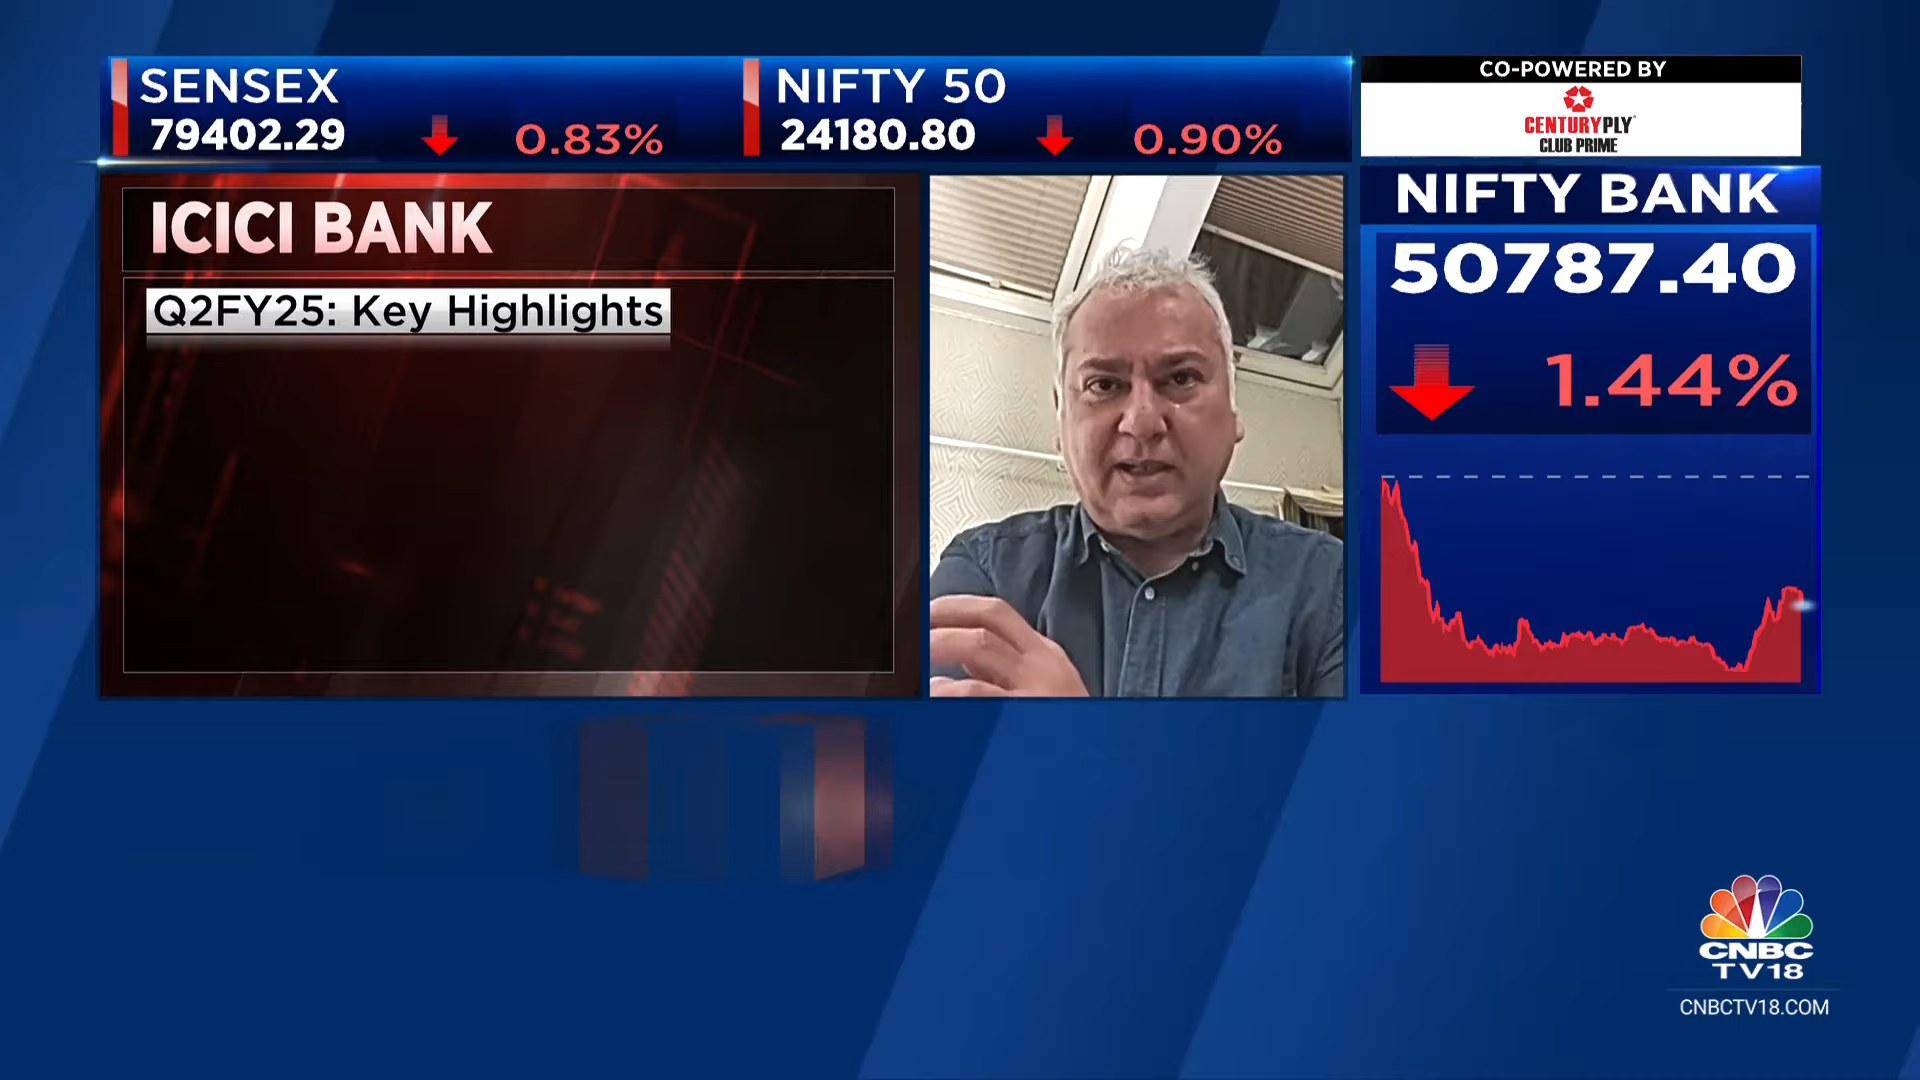 SENSEX
79402.29 0.83%
NIFTY 50
24180.80 0.90%
CO-POWERED BY
CENTURYPLY
CLUB PRIME
ICICI BANK
Q2FY25: Key Highlights
NIFTY BANK
50787.40
1.44%
CNBC
TV18
CNBCTV18.COM